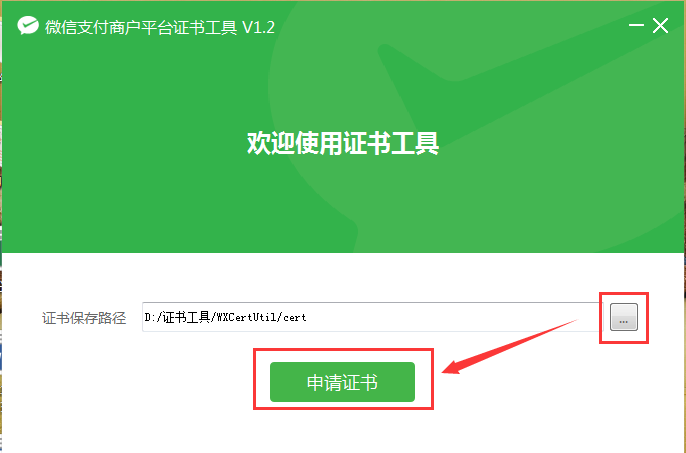 微信支付商户平台证书工具 V1.2
欢迎使用证书工具
证书保存路径 D:/证书工具/WXCertUtil/cert ...
申请证书